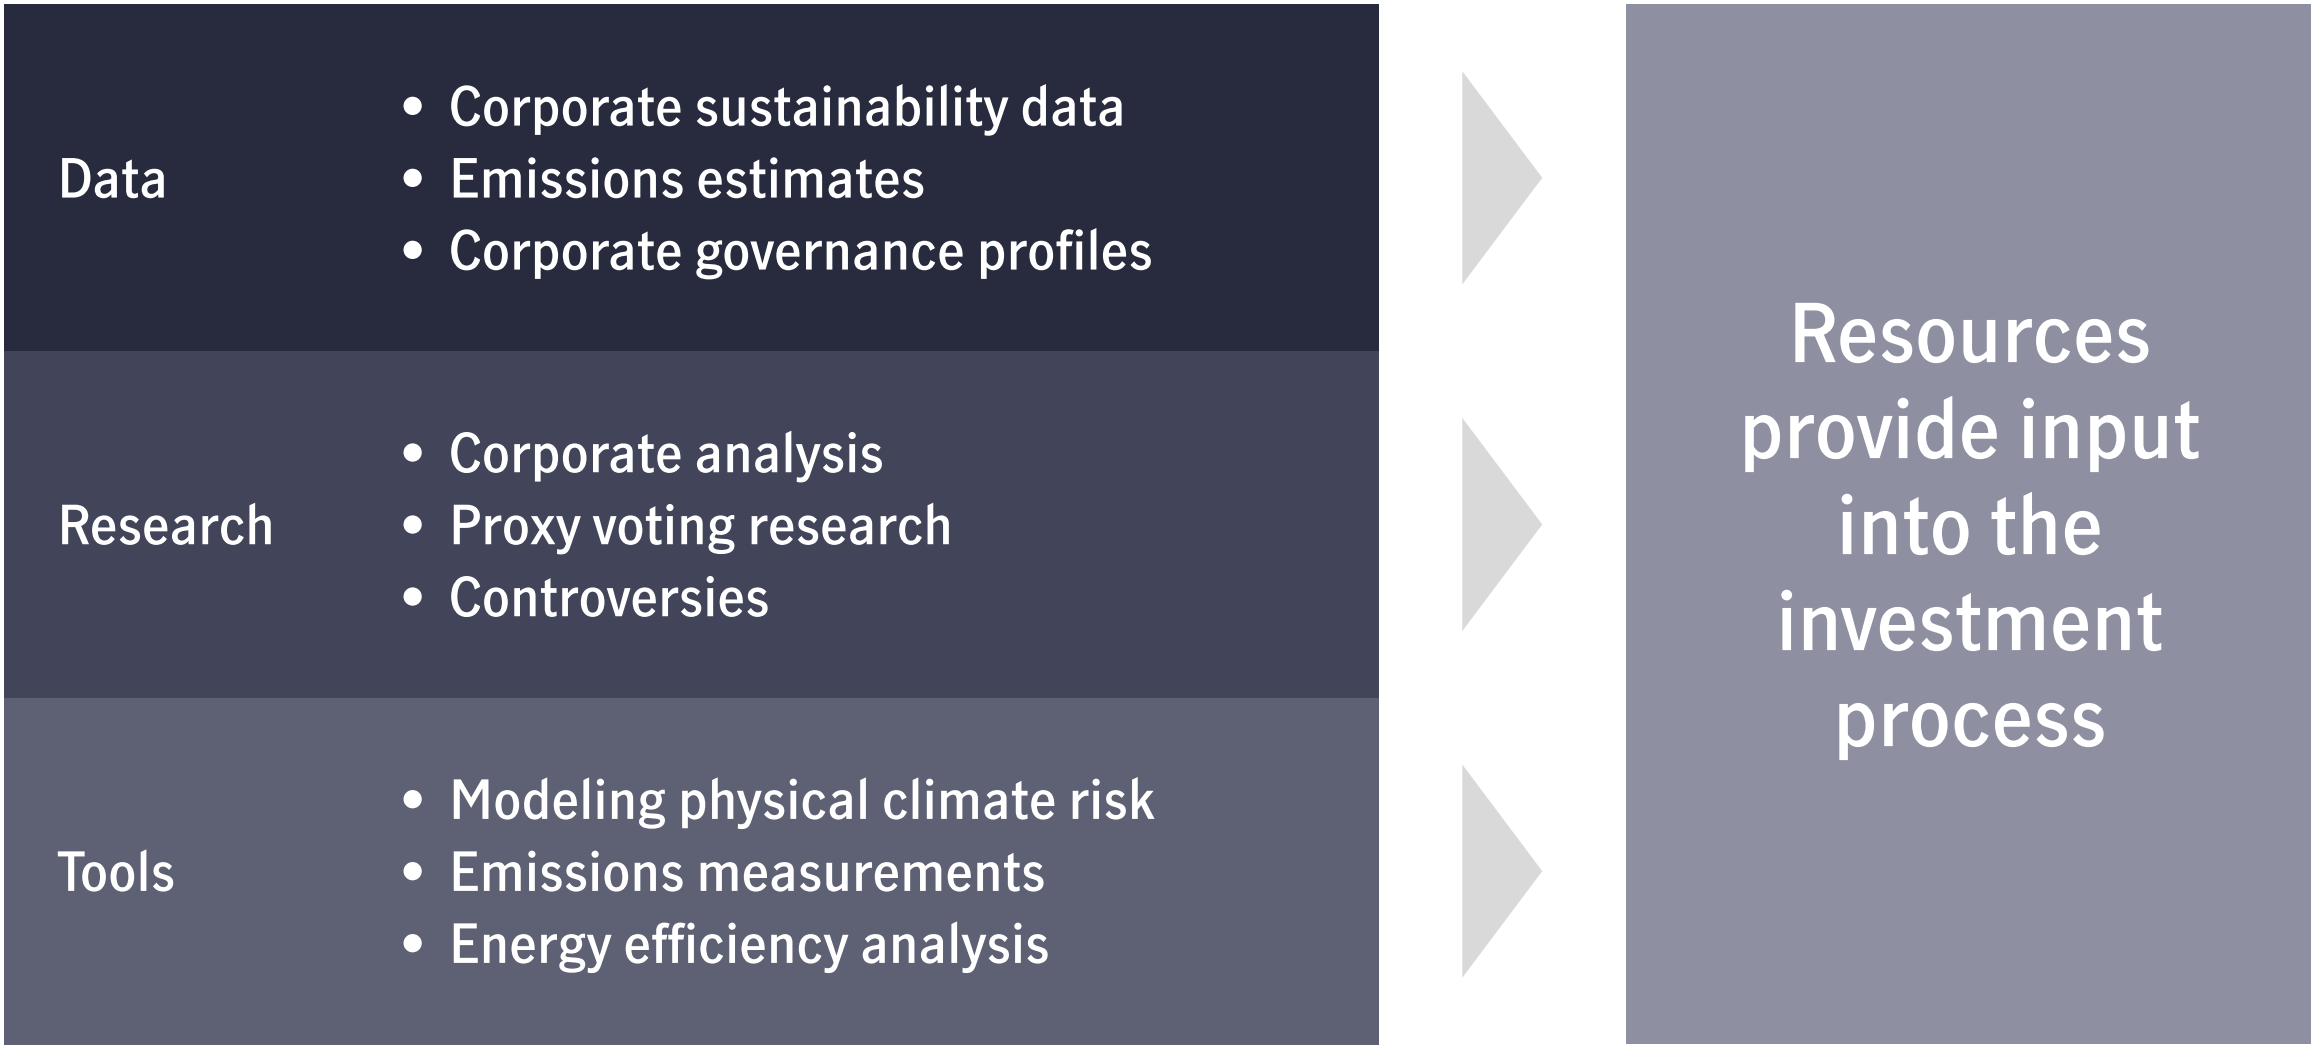 Data
• Corporate sustainability data
• Emissions estimates
• Corporate governance profiles
Research
• Corporate analysis
• Proxy voting research
• Controversies
Tools
• Modeling physical climate risk
• Emissions measurements
• Energy efficiency analysis
Resources
provide input
into the
investment
process